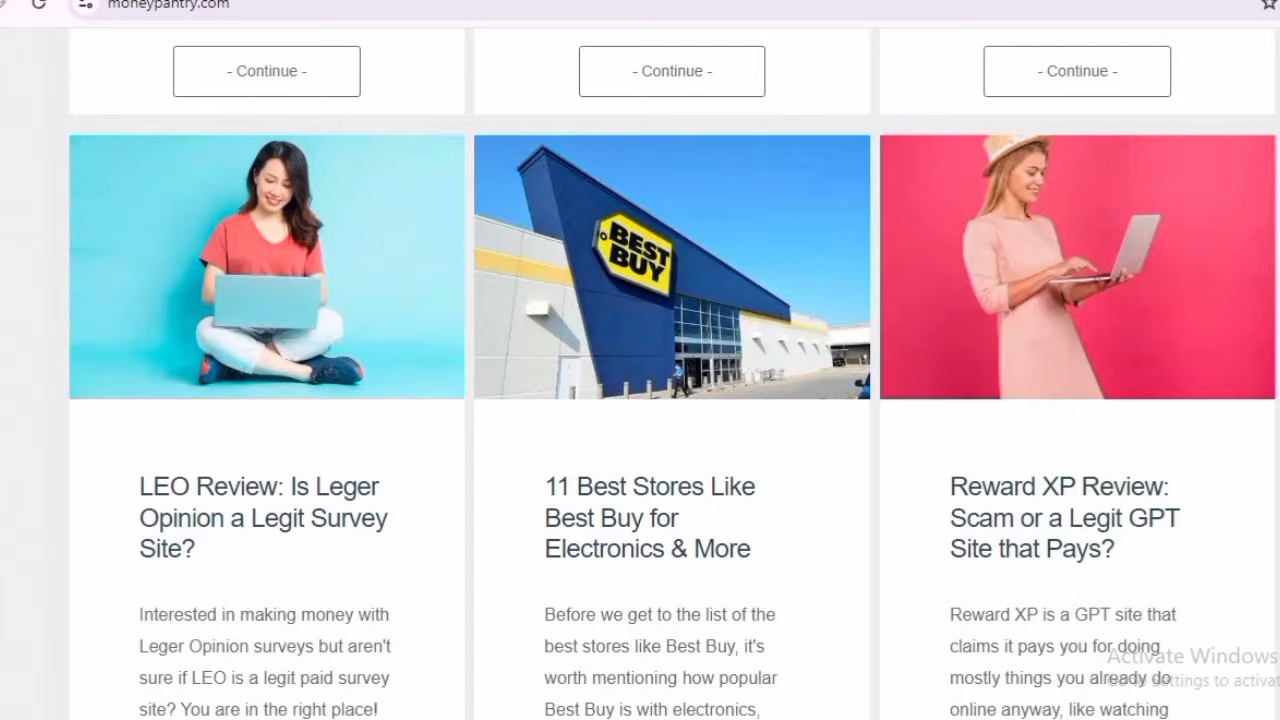 moneypantry.com
- Continue -
- Continue -
- Continue -
BEST
BUY
LEO Review: Is Leger
Opinion a Legit Survey
Site?
Interested in making money with
Leger Opinion surveys but aren't
sure if LEO is a legit paid survey
site? You are in the right place!
11 Best Stores Like
Best Buy for
Electronics & More
Before we get to the list of the
best stores like Best Buy, it's
worth mentioning how popular
Best Buy is with electronics,
Reward XP Review:
Scam or a Legit GPT
Site that Pays?
Reward XP is a GPT site that
claims it pays you for doing
mostly things you already do
online anyway, like watching
Activate Windows
Go to Settings to activat